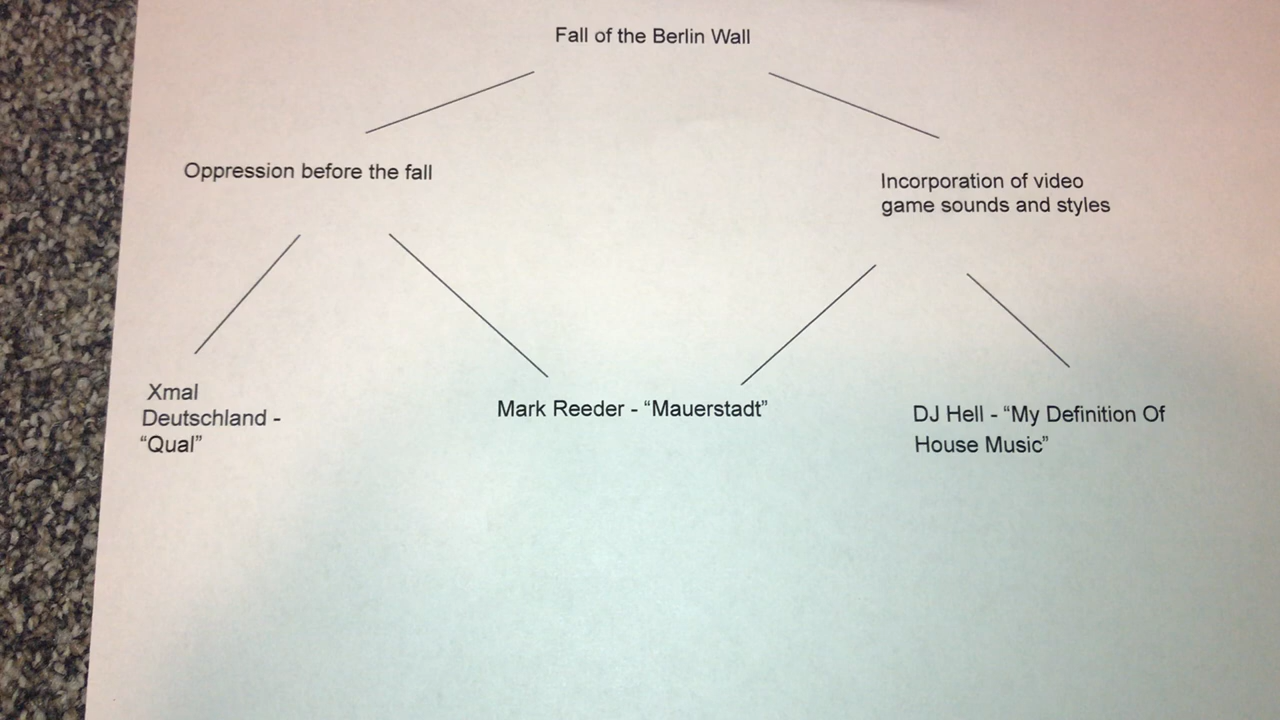 Fall of the Berlin Wall
Oppression before the fall
Incorporation of video
game sounds and styles
Xmal
Deutschland -
“Qual”
Mark Reeder - “Mauerstadt”
DJ Hell - “My Definition Of
House Music”